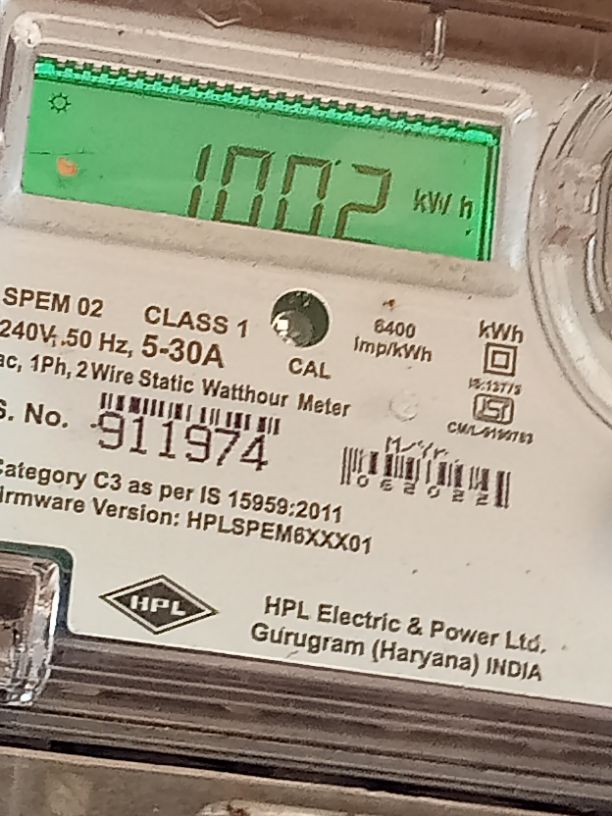 1002 kWh
SPEM 02 CLASS 1
240V, 50 Hz, 5-30A
ac, 1Ph, 2 Wire Static Watthour Meter
S. No.
911974
CAL
6400
imp/kWh
kWh
IS:13779
CM/L-9190793
M/Yr.
062022
Category C3 as per IS 15959:2011
irmware Version: HPLSPEM6XXX01
HPL
HPL Electric & Power Ltd.
Gurugram (Haryana) INDIA